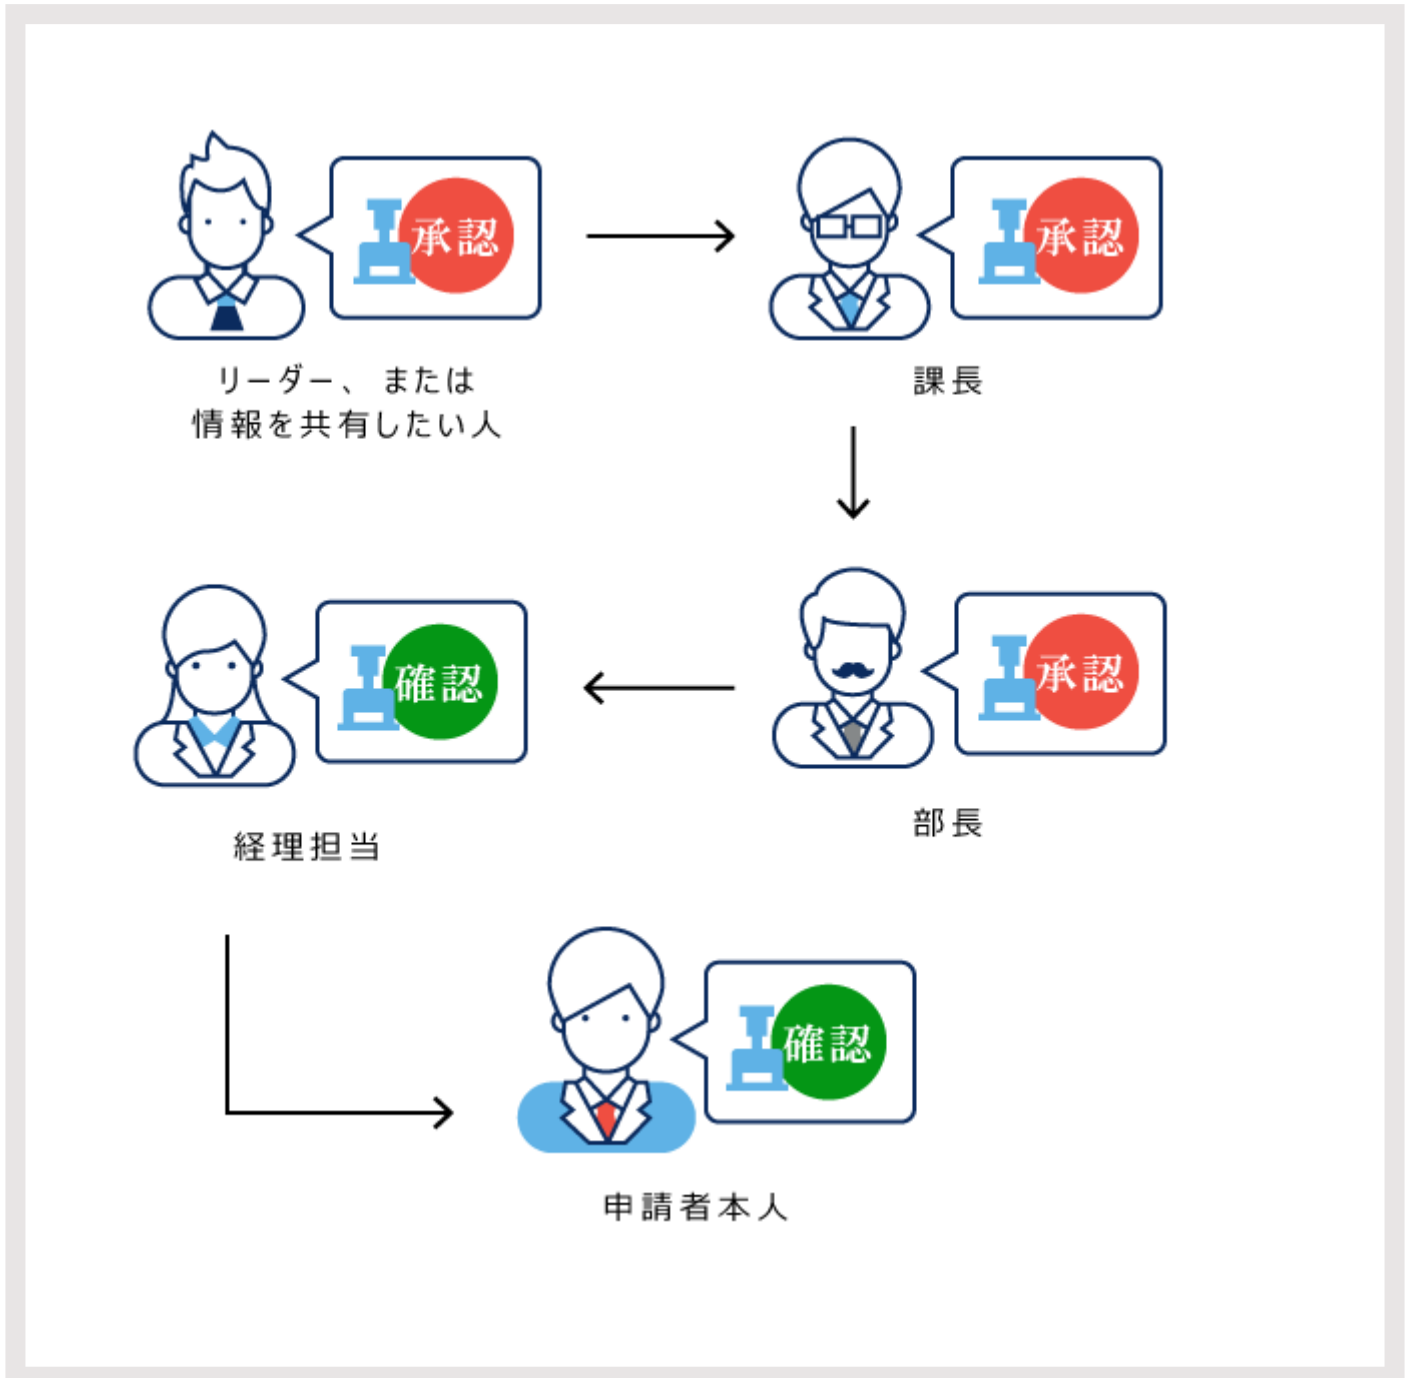 承認
承認
リーダー、または
情報を共有したい人
課長
確認
承認
経理担当
部長
確認
申請者本人